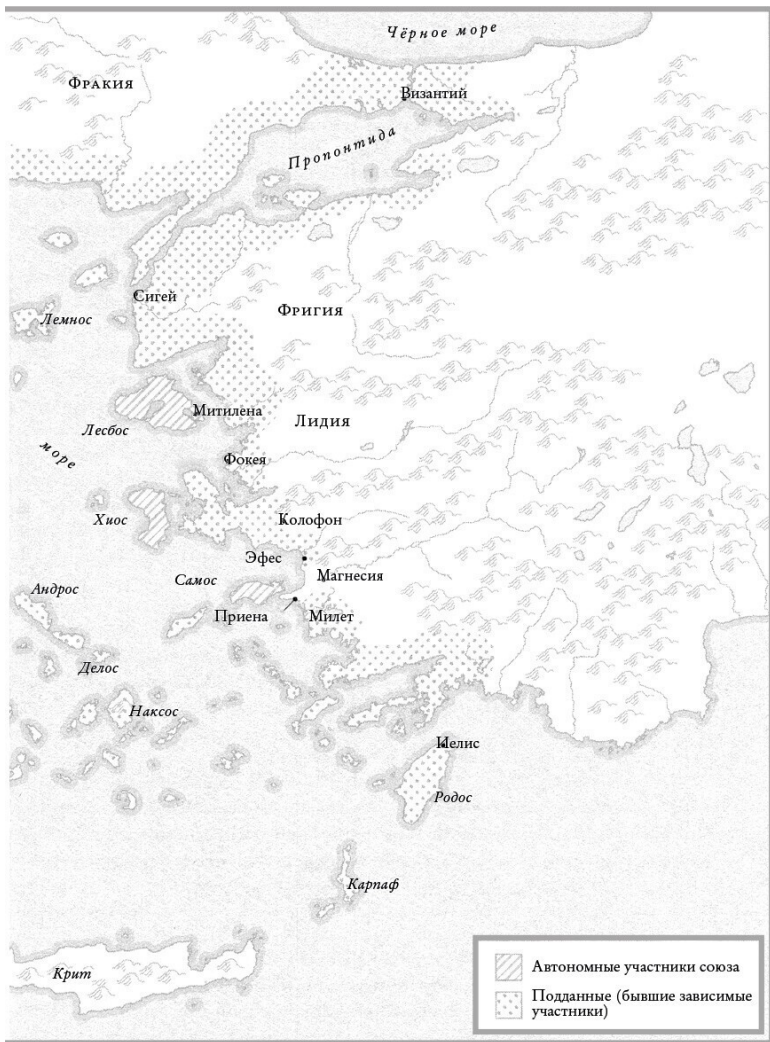 Чёрное море
Фракия
Византий
Пропонтида
Сигей
Лемнос
Фригия
Митилена
Лесбос
Лидия
море
Фокея
Хиос
Колофон
Эфес
Магнесия
Самос
Андрос
Приена
Милет
Делос
Наксос
Иелис
Родос
Карпаф
Крит
Автономные участники союза
Подданные (бывшие зависимые
участники)